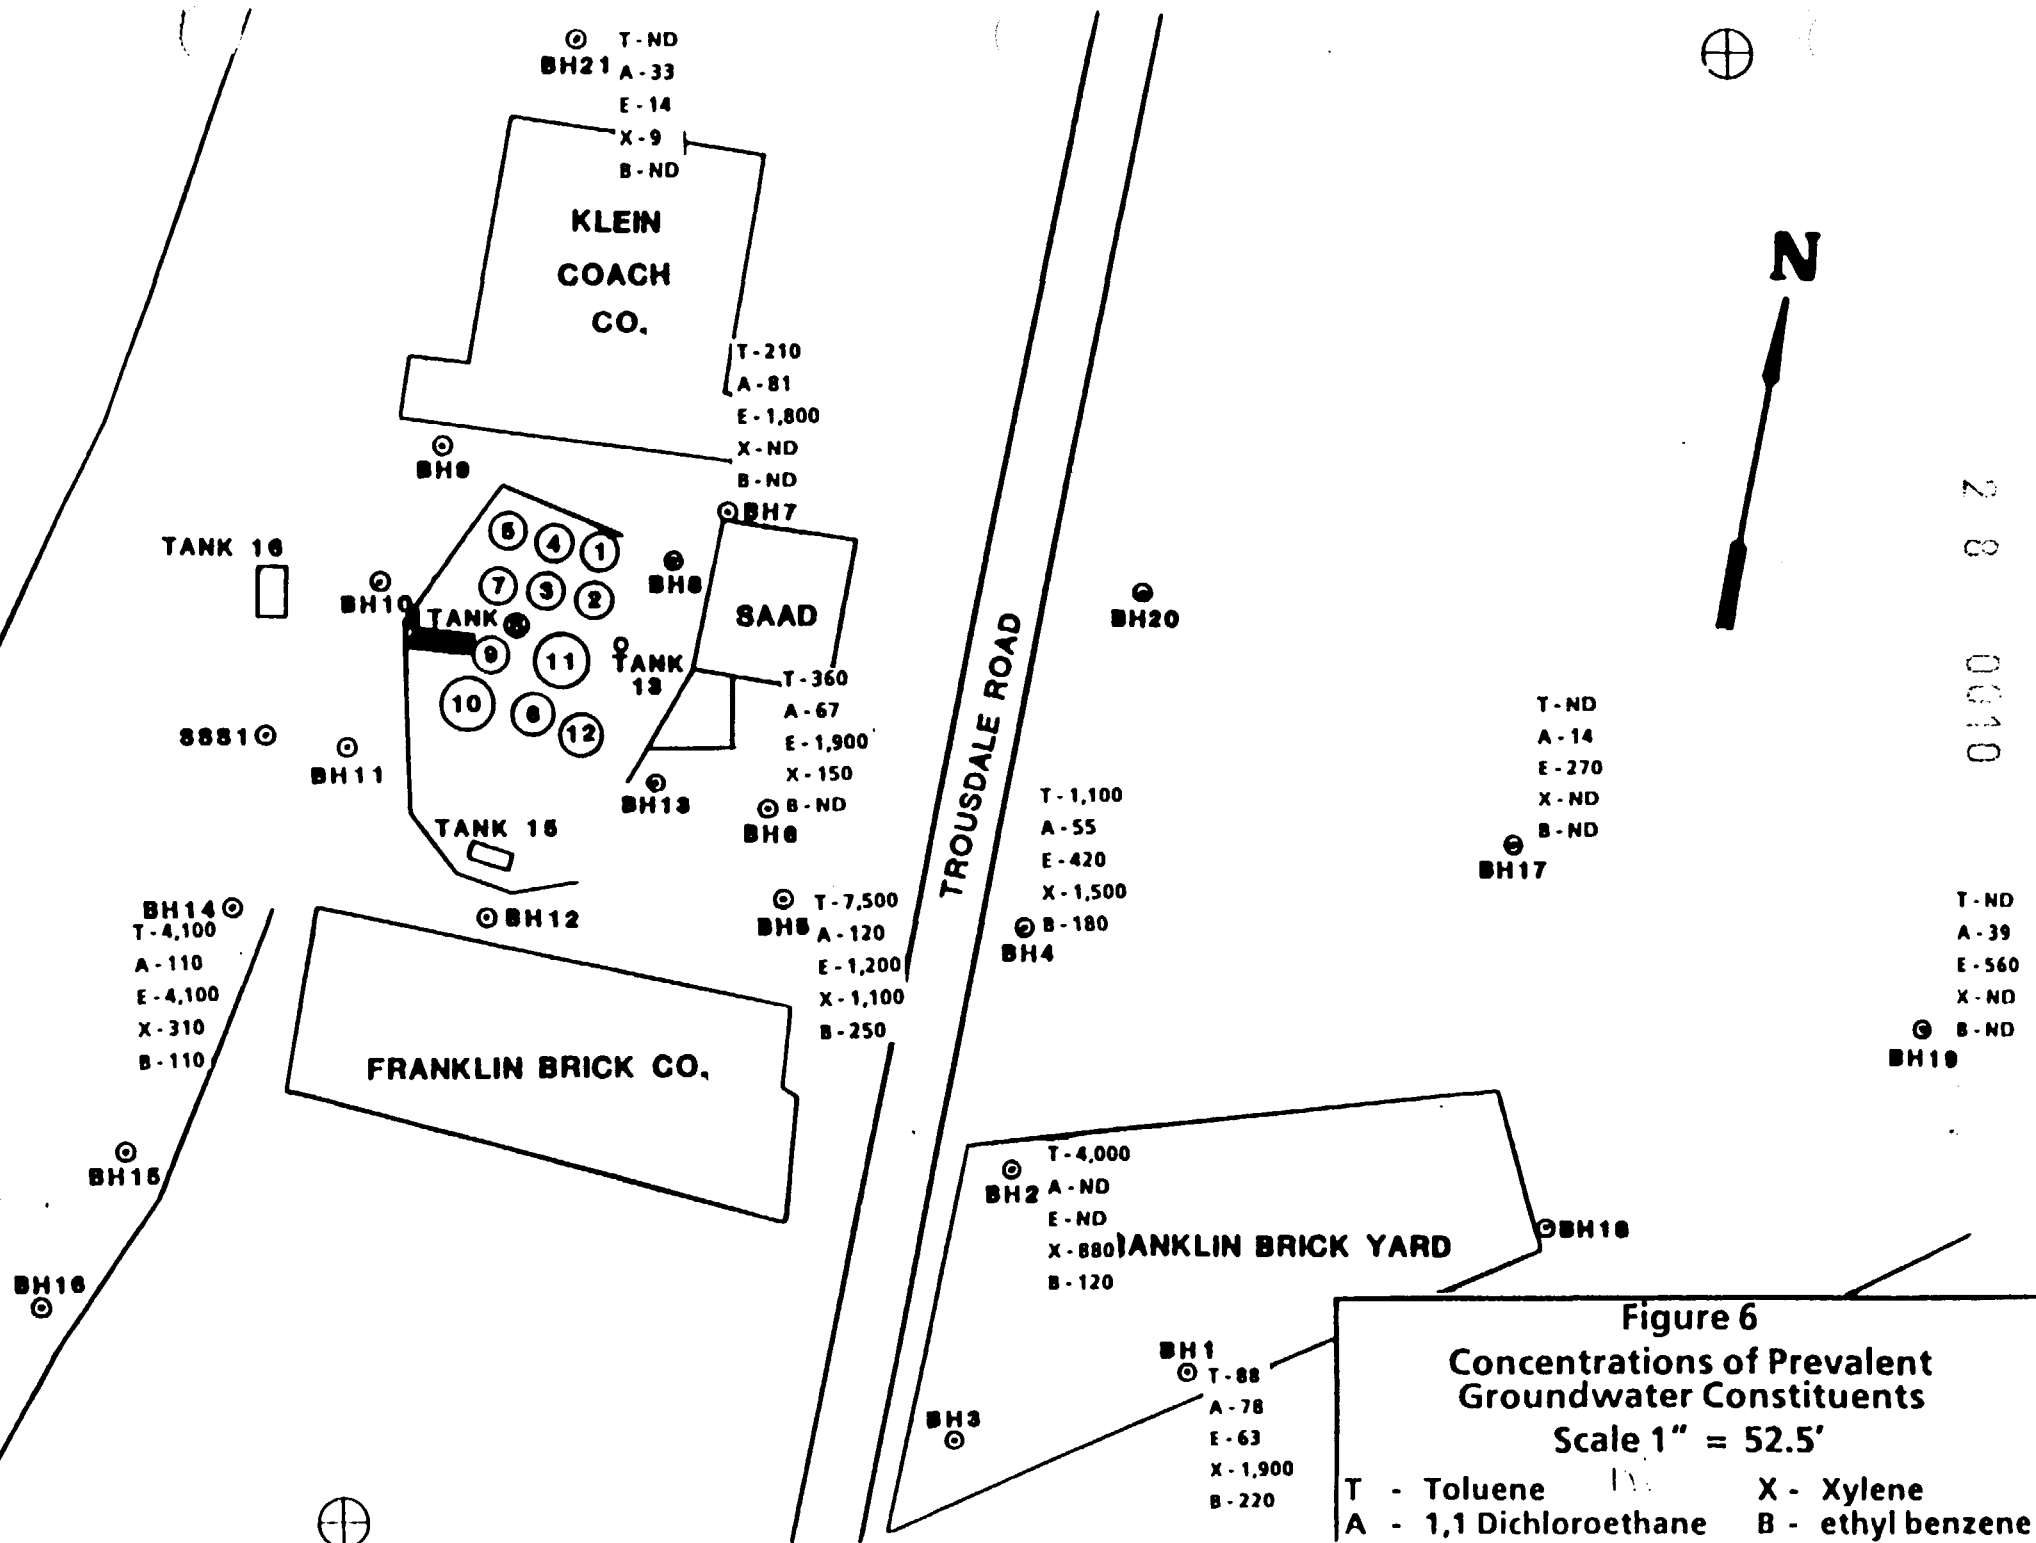 BH21
T-ND
A-33
E-14
X-9
B-ND
KLEIN
COACH
CO.
N
T-210
A-81
E-1,800
X-ND
B-ND
BH7
BH9
TANK 16
5
4
1
BH8
7
3
2
BH10
TANK
SAAD
BH20
9
11
TANK
13
10
12
T-360
A-67
E-1,900
X-150
B-ND
BH6
SSS1
BH11
BH13
TANK 15
TROUSDALE ROAD
T-ND
A-14
E-270
X-ND
B-ND
BH17
T-1,100
A-55
E-420
X-1,500
B-180
BH4
BH14
T-4,100
A-110
E-4,100
X-310
B-110
BH12
BH5
T-7,500
A-120
E-1,200
X-1,100
B-250
T-ND
A-39
E-560
X-ND
B-ND
BH19
FRANKLIN BRICK CO.
BH15
BH16
BH2
T-4,000
A-ND
E-ND
X-880
B-120
ANKLIN BRICK YARD
BH18
BH1
T-88
A-78
E-63
X-1,900
B-220
BH3
2 8 0010
Figure 6
Concentrations of Prevalent
Groundwater Constituents
Scale 1" = 52.5'
T - Toluene X - Xylene
A - 1,1 Dichloroethane B - ethyl benzene